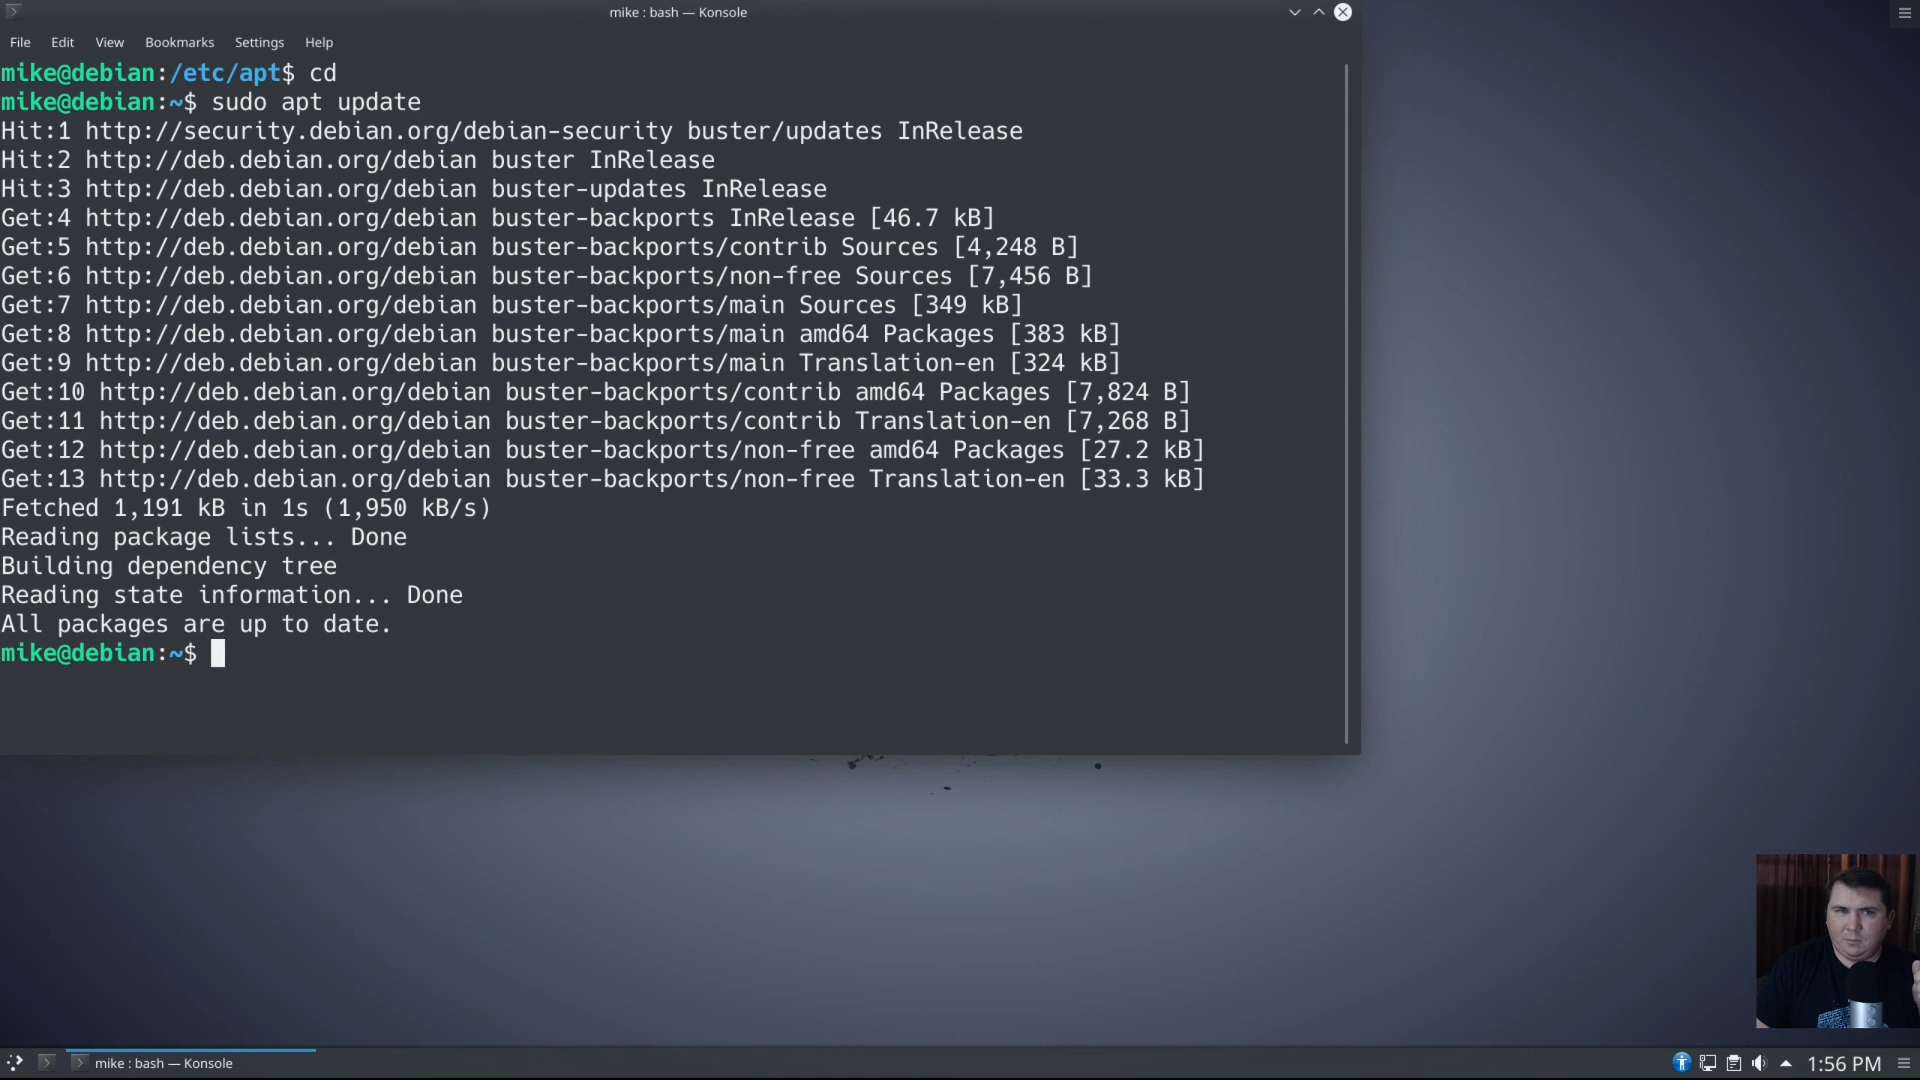 mike : bash — Konsole
File Edit View Bookmarks Settings Help
mike@debian:/etc/apt$ cd
mike@debian:~$ sudo apt update
Hit:1 http://security.debian.org/debian-security buster/updates InRelease
Hit:2 http://deb.debian.org/debian buster InRelease
Hit:3 http://deb.debian.org/debian buster-updates InRelease
Get:4 http://deb.debian.org/debian buster-backports InRelease [46.7 kB]
Get:5 http://deb.debian.org/debian buster-backports/contrib Sources [4,248 B]
Get:6 http://deb.debian.org/debian buster-backports/non-free Sources [7,456 B]
Get:7 http://deb.debian.org/debian buster-backports/main Sources [349 kB]
Get:8 http://deb.debian.org/debian buster-backports/main amd64 Packages [383 kB]
Get:9 http://deb.debian.org/debian buster-backports/main Translation-en [324 kB]
Get:10 http://deb.debian.org/debian buster-backports/contrib amd64 Packages [7,824 B]
Get:11 http://deb.debian.org/debian buster-backports/contrib Translation-en [7,268 B]
Get:12 http://deb.debian.org/debian buster-backports/non-free amd64 Packages [27.2 kB]
Get:13 http://deb.debian.org/debian buster-backports/non-free Translation-en [33.3 kB]
Fetched 1,191 kB in 1s (1,950 kB/s)
Reading package lists... Done
Building dependency tree
Reading state information... Done
All packages are up to date.
mike@debian:~$
mike : bash — Konsole
1:56 PM